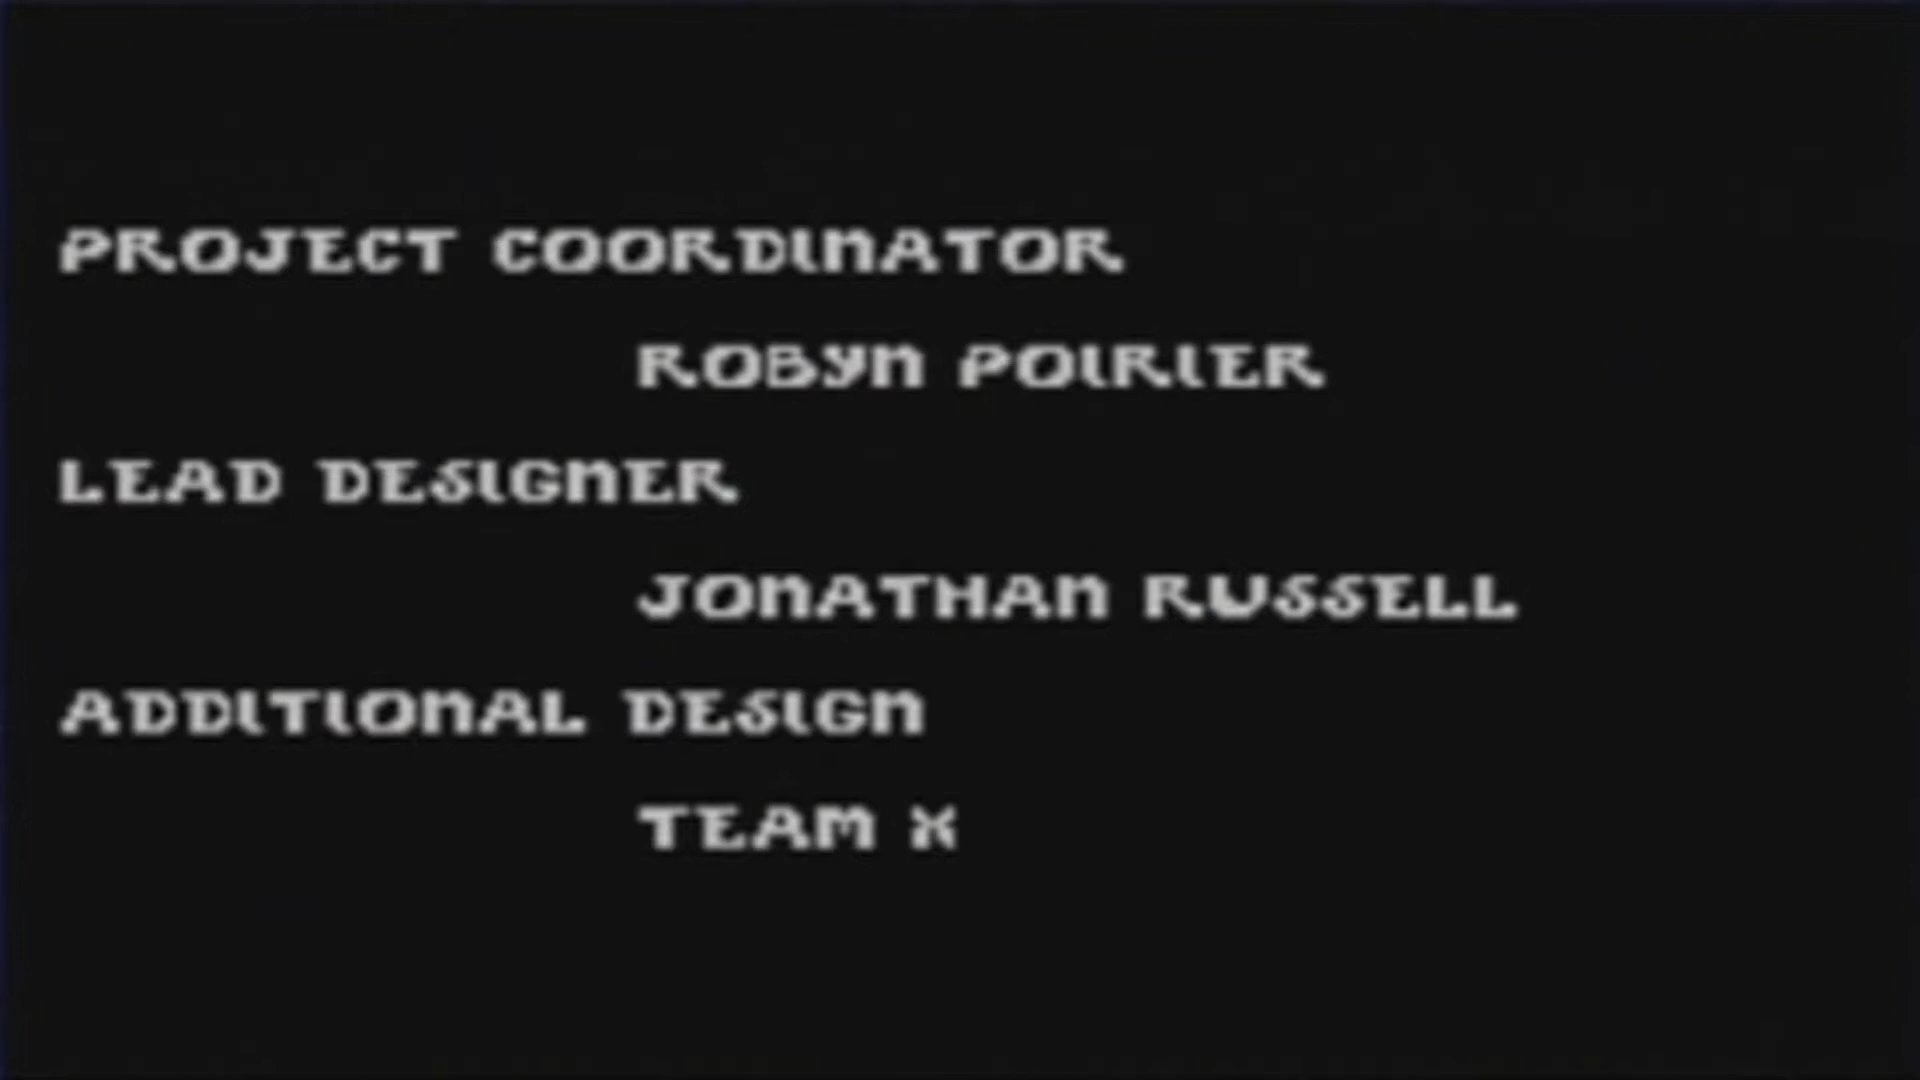 PROJECT COORDINATOR
ROBYN POIRIER
LEAD DESIGNER
JONATHAN RUSSELL
ADDITIONAL DESIGN
TEAM X